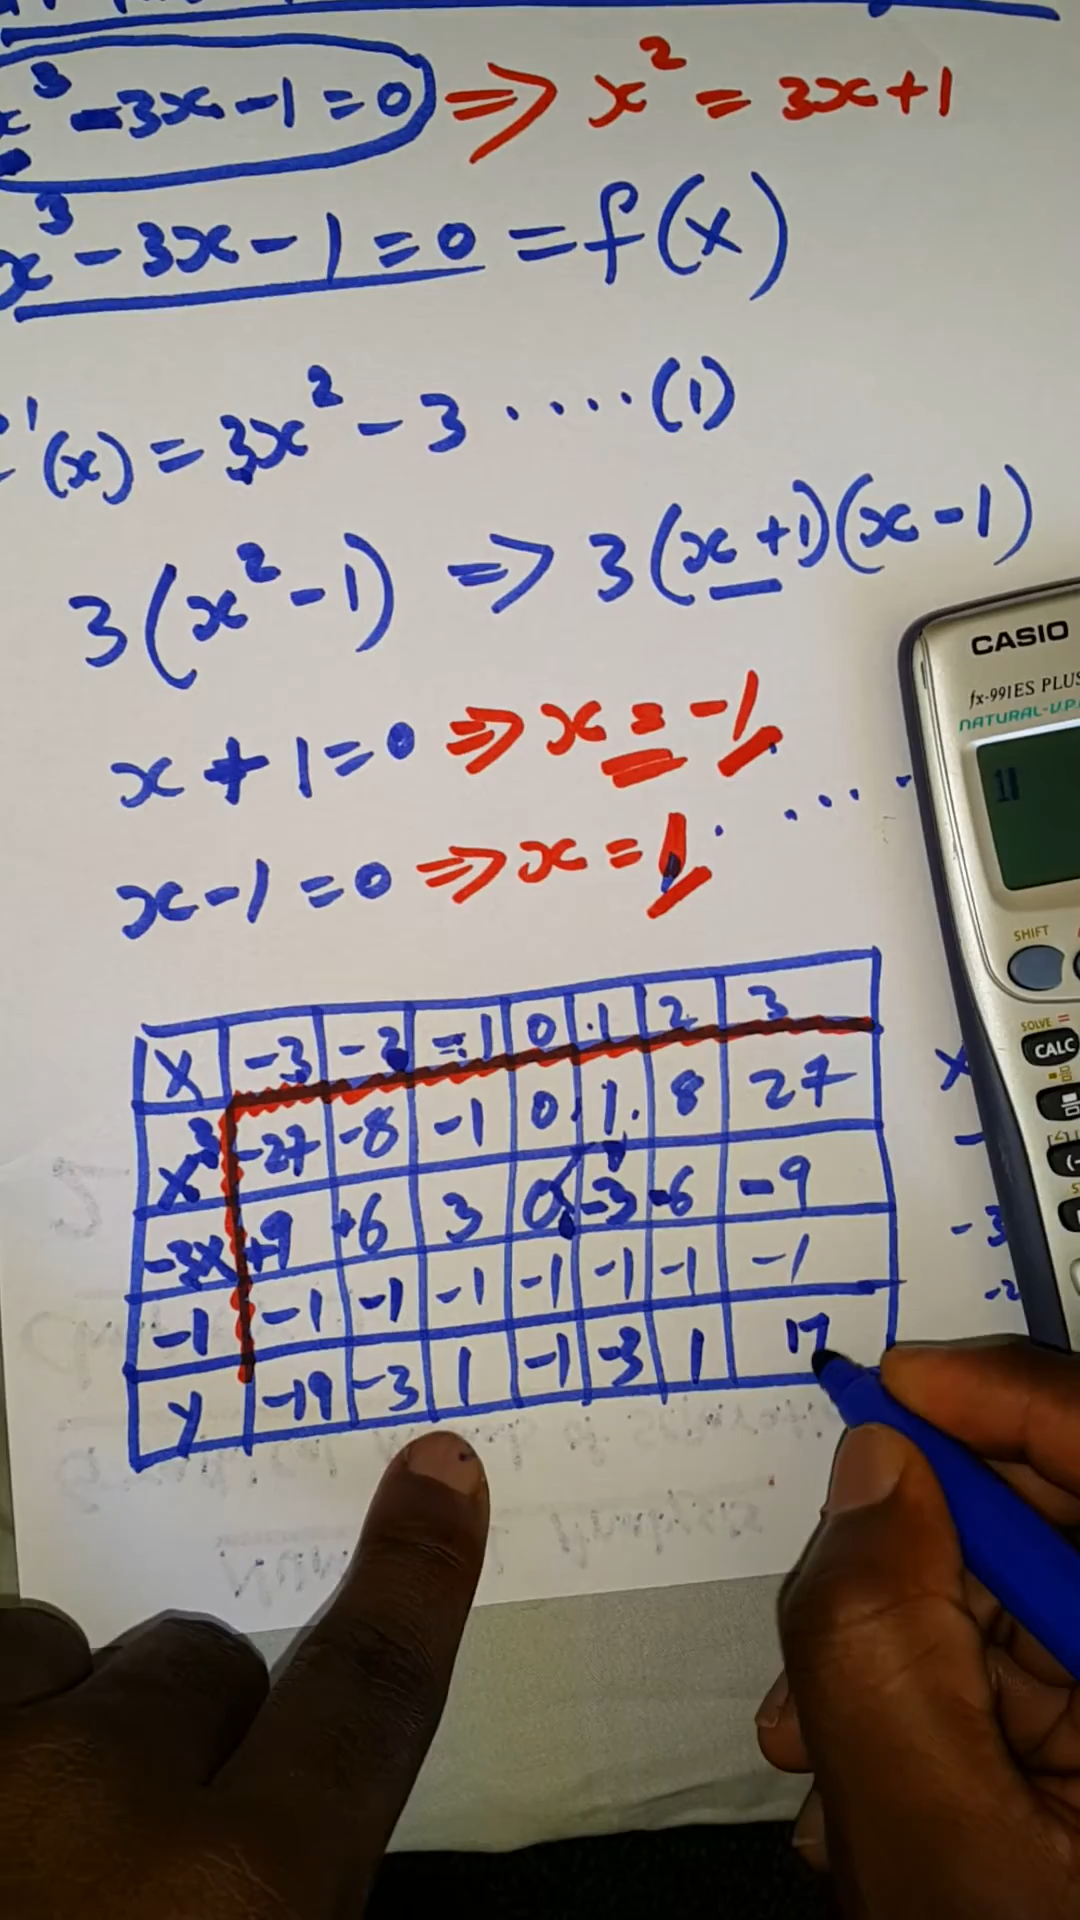 x³ -3x -1 = 0 ⇒ x² = 3x+1
x³ - 3x - 1 = 0 = f(x)
'(x) = 3x² - 3 ....(1)
3(x² - 1) ⇒ 3(x+1)(x-1)
x + 1 = 0 ⇒ x = -1
x - 1 = 0 ⇒ x = 1
X -3 -2 -1 0 1 2 3
X³ -27 -8 -1 0 1 8 27
-3X +9 +6 3 0 -3 -6 -9
-1 -1 -1 -1 -1 -1 -1 -1
y -19 -3 1 -1 -3 1 17
CASIO
fx-991ES PLUS
NATURAL-V.P.
1
SHIFT
SOLVE =
CALC
(-
X
-3
-2